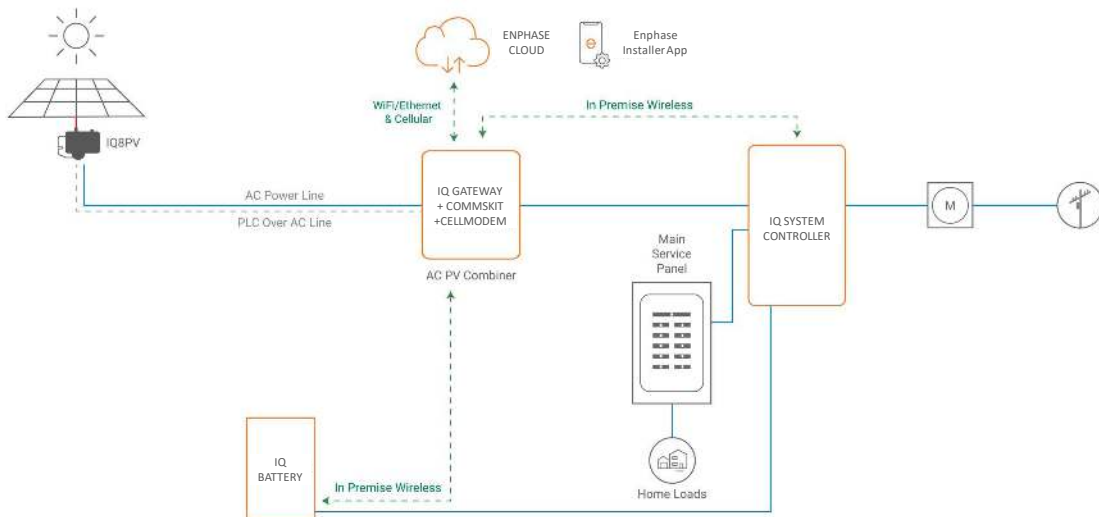 ENPHASE
CLOUD
Enphase
Installer App
WiFi/Ethernet
& Cellular
In Premise Wireless
IQ8PV
AC Power Line
PLC Over AC Line
IQ GATEWAY
+ COMMSKIT
+CELLMODEM
AC PV Combiner
IQ SYSTEM
CONTROLLER
M
Main
Service
Panel
IQ
BATTERY
In Premise Wireless
Home Loads